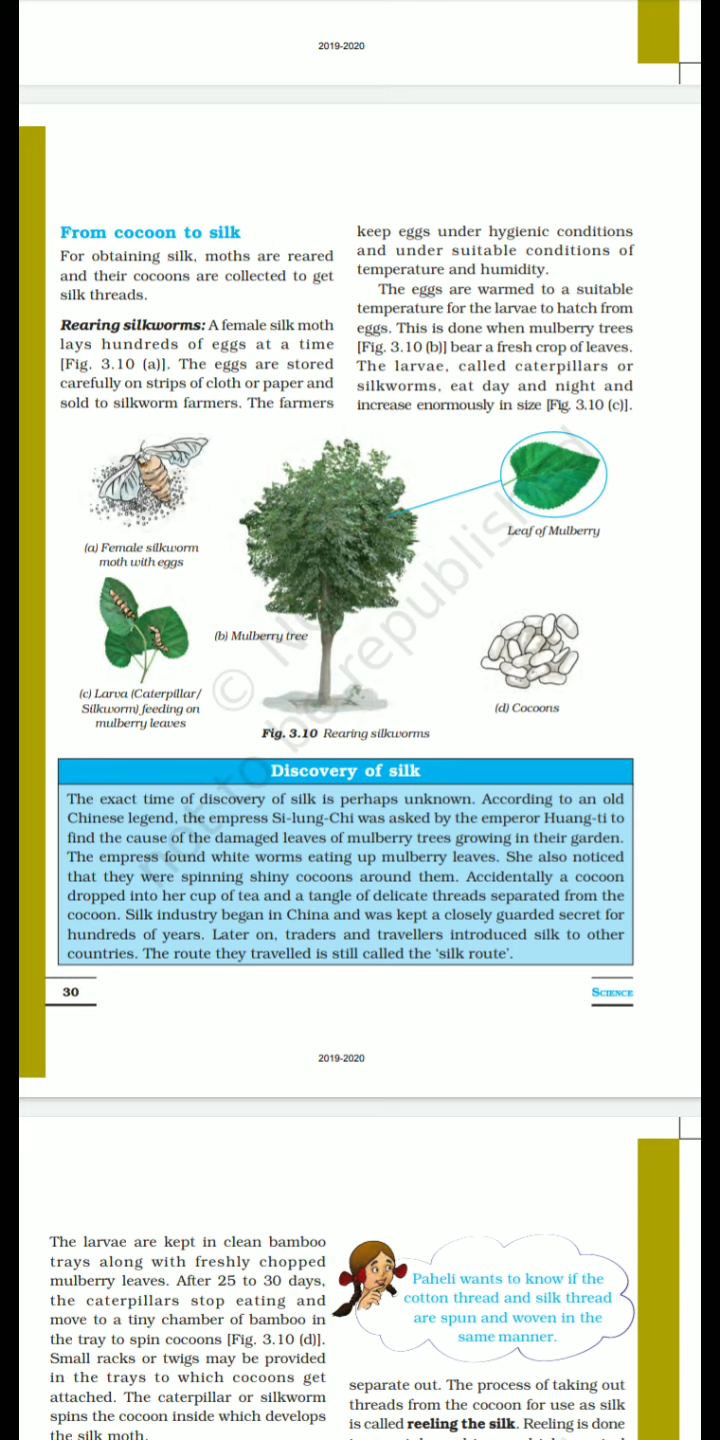 2019-2020
From cocoon to silk
For obtaining silk, moths are reared
and their cocoons are collected to get
silk threads.
Rearing silkworms: A female silk moth
lays hundreds of eggs at a time
[Fig. 3.10 (a)]. The eggs are stored
carefully on strips of cloth or paper and
sold to silkworm farmers. The farmers
keep eggs under hygienic conditions
and under suitable conditions of
temperature and humidity.
The eggs are warmed to a suitable
temperature for the larvae to hatch from
eggs. This is done when mulberry trees
[Fig. 3.10 (b)] bear a fresh crop of leaves.
The larvae, called caterpillars or
silkworms, eat day and night and
increase enormously in size [Fig. 3.10 (c)].
(a) Female silkworm
moth with eggs
Leaf of Mulberry
(b) Mulberry tree
(c) Larva (Caterpillar/
Silkworm) feeding on
mulberry leaves
(d) Cocoons
Fig. 3.10 Rearing silkworms
not to be republished
Discovery of silk
The exact time of discovery of silk is perhaps unknown. According to an old
Chinese legend, the empress Si-lung-Chi was asked by the emperor Huang-ti to
find the cause of the damaged leaves of mulberry trees growing in their garden.
The empress found white worms eating up mulberry leaves. She also noticed
that they were spinning shiny cocoons around them. Accidentally a cocoon
dropped into her cup of tea and a tangle of delicate threads separated from the
cocoon. Silk industry began in China and was kept a closely guarded secret for
hundreds of years. Later on, traders and travellers introduced silk to other
countries. The route they travelled is still called the ‘silk route’.
30
SCIENCE
2019-2020
The larvae are kept in clean bamboo
trays along with freshly chopped
mulberry leaves. After 25 to 30 days,
the caterpillars stop eating and
move to a tiny chamber of bamboo in
the tray to spin cocoons [Fig. 3.10 (d)].
Small racks or twigs may be provided
in the trays to which cocoons get
attached. The caterpillar or silkworm
spins the cocoon inside which develops
the silk moth.
Paheli wants to know if the
cotton thread and silk thread
are spun and woven in the
same manner.
separate out. The process of taking out
threads from the cocoon for use as silk
is called reeling the silk. Reeling is done